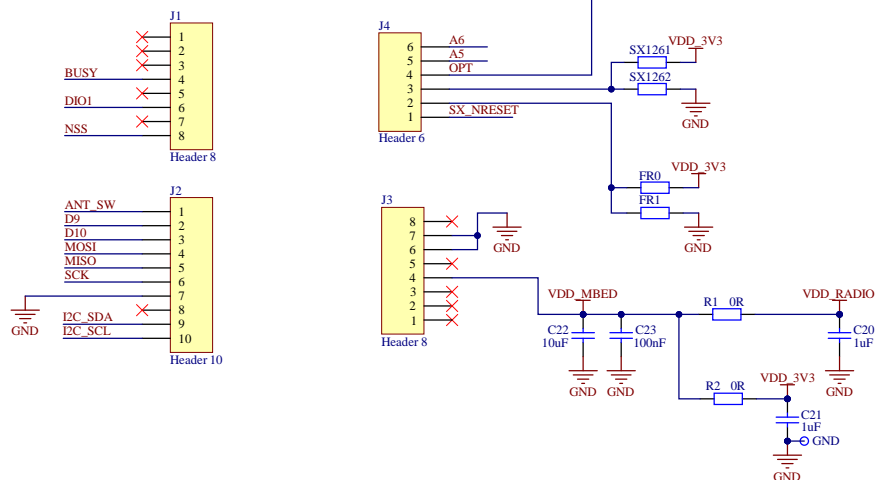 J1
1
2
3
BUSY 4
5
DIO1 6
7
NSS 8
Header 8
J4
A6 6
A5 5
OPT 4
3
2
SX_NRESET 1
Header 6
SX1261
VDD_3V3
SX1262
GND
FR0
VDD_3V3
FR1
GND
J2
ANT_SW 1
D9 2
D10 3
MOSI 4
MISO 5
SCK 6
7
GND
8
I2C_SDA 9
I2C_SCL 10
Header 10
J3
8
7
6
5
4
3
2
1
Header 8
GND
VDD_MBED
C22
10uF
GND
C23
100nF
GND
R1 0R
VDD_RADIO
C20
1uF
GND
R2 0R
VDD_3V3
C21
1uF
GND
GND